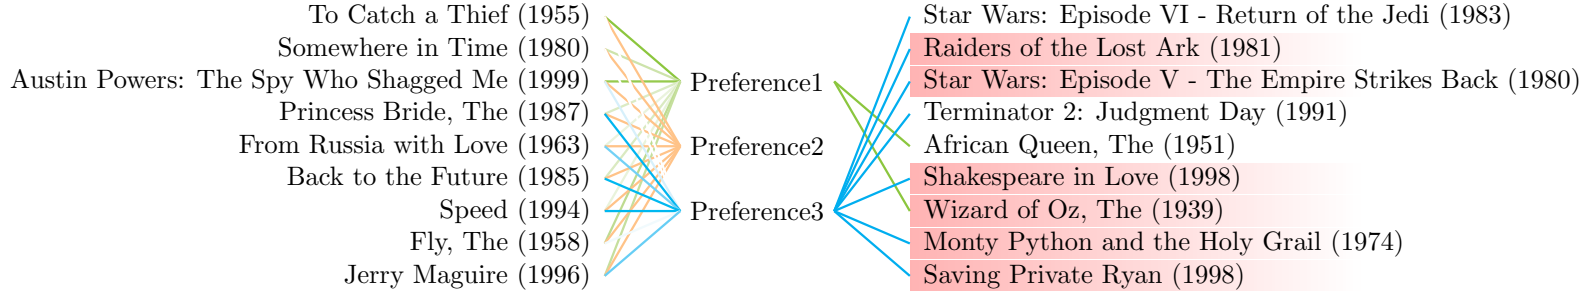 To Catch a Thief (1955)
Somewhere in Time (1980)
Austin Powers: The Spy Who Shagged Me (1999)
Princess Bride, The (1987)
From Russia with Love (1963)
Back to the Future (1985)
Speed (1994)
Fly, The (1958)
Jerry Maguire (1996)
Preference1
Preference2
Preference3
Star Wars: Episode VI - Return of the Jedi (1983)
Raiders of the Lost Ark (1981)
Star Wars: Episode V - The Empire Strikes Back (1980)
Terminator 2: Judgment Day (1991)
African Queen, The (1951)
Shakespeare in Love (1998)
Wizard of Oz, The (1939)
Monty Python and the Holy Grail (1974)
Saving Private Ryan (1998)